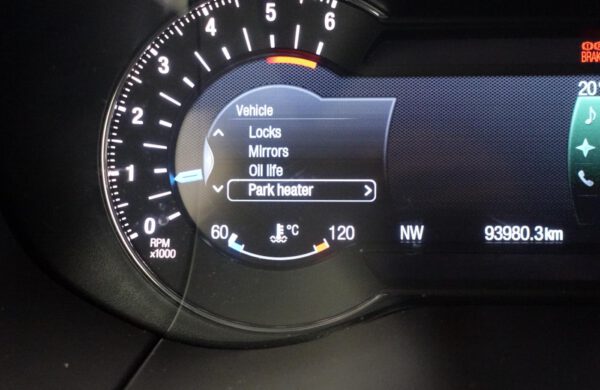 6
5
4
3
2
1
0
RPM
x1000
Vehicle
Locks
Mirrors
Oil life
Park heater
60 °C 120
NW
93980.3km
BRAK
20°